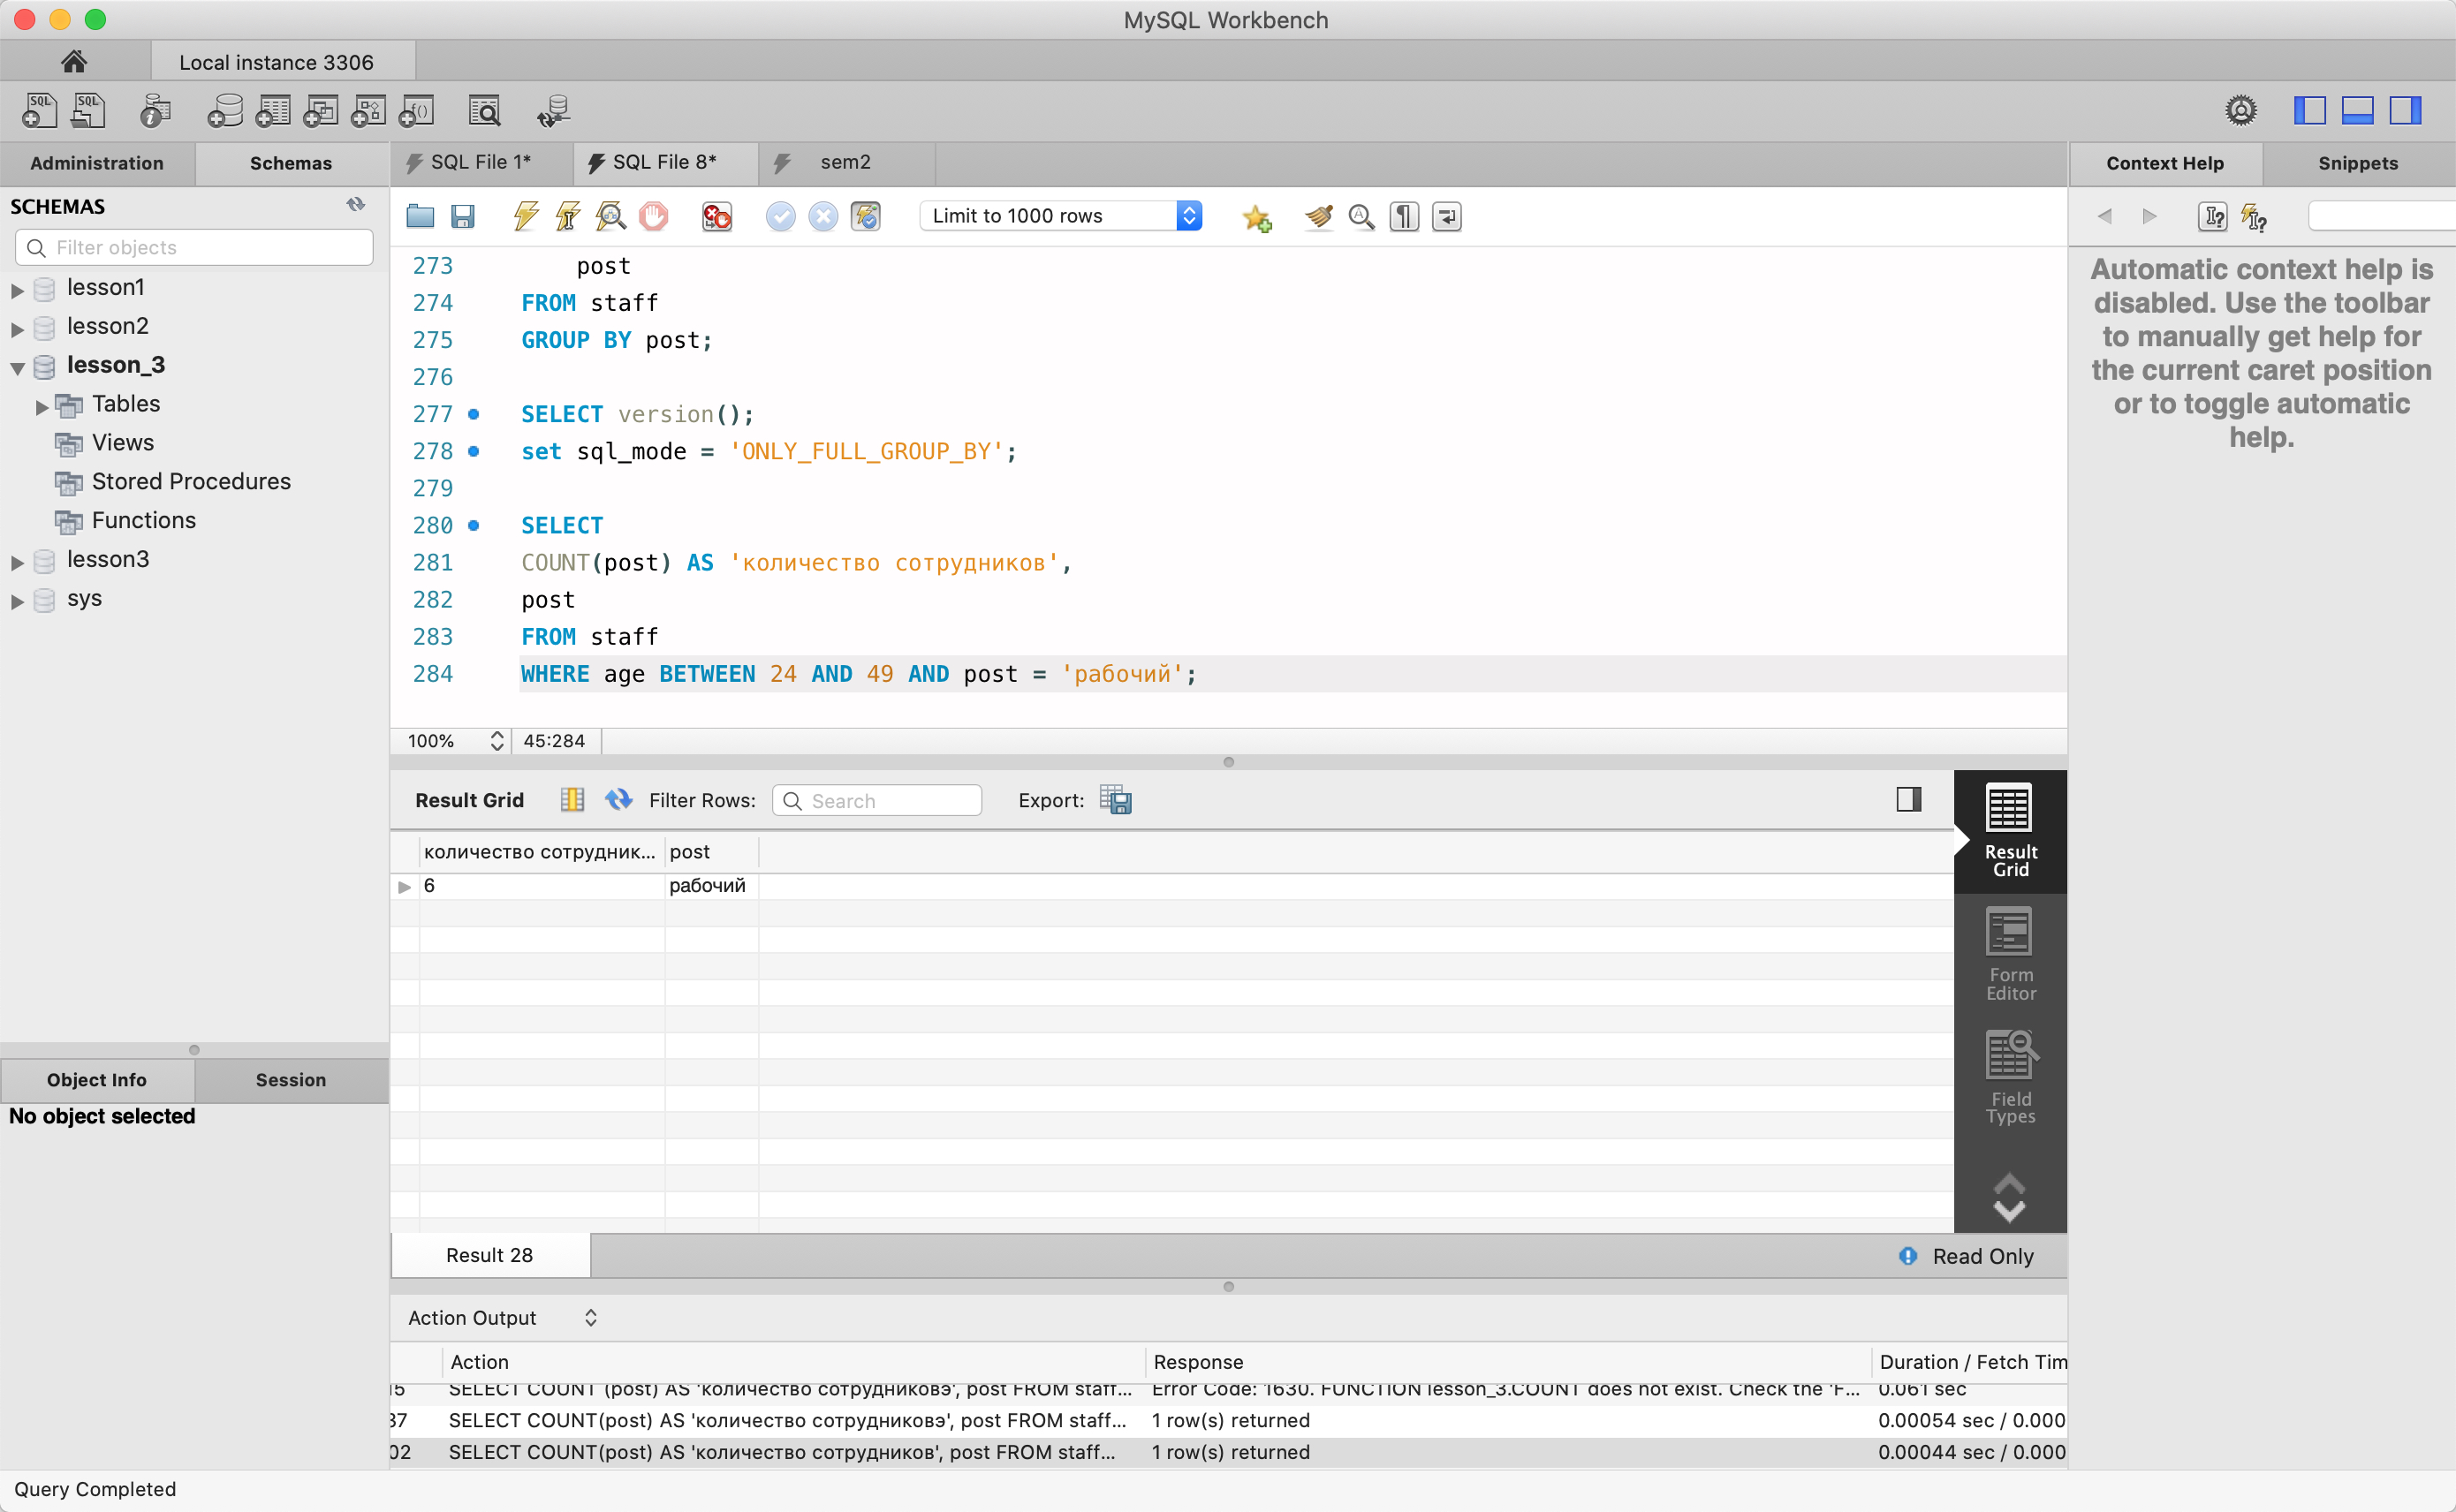 MySQL Workbench
Local instance 3306
Administration
Schemas
SQL File 1*
SQL File 8*
sem2
Context Help
Snippets
SCHEMAS
Filter objects
lesson1
lesson2
lesson_3
Tables
Views
Stored Procedures
Functions
lesson3
sys
Limit to 1000 rows
273 post
274 FROM staff
275 GROUP BY post;
276
277 SELECT version();
278 set sql_mode = 'ONLY_FULL_GROUP_BY';
279
280 SELECT
281 COUNT(post) AS 'количество сотрудников',
282 post
283 FROM staff
284 WHERE age BETWEEN 24 AND 49 AND post = 'рабочий';
100%
45:284
Automatic context help is
disabled. Use the toolbar
to manually get help for
the current caret position
or to toggle automatic
help.
Result Grid
Filter Rows:
Search
Export:
количество сотрудник...
post
6
рабочий
Result
Grid
Form
Editor
Field
Types
Object Info
Session
No object selected
Result 28
Read Only
Action Output
Action
Response
Duration / Fetch Tim
15 SELECT COUNT (post) AS 'количество сотрудниковэ', post FROM staff... Error Code: 1630. FUNCTION lesson_3.COUNT does not exist. Check the 'F... 0.061 sec
37 SELECT COUNT(post) AS 'количество сотрудниковэ', post FROM staff... 1 row(s) returned 0.00054 sec / 0.000
02 SELECT COUNT(post) AS 'количество сотрудников', post FROM staff... 1 row(s) returned 0.00044 sec / 0.000
Query Completed